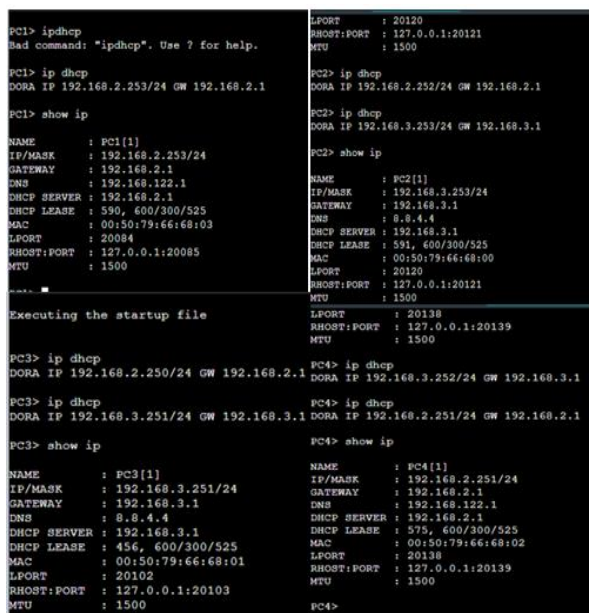 PC1> ipdhcp
Bad command: "ipdhcp". Use ? for help.
PC1> ip dhcp
DORA IP 192.168.2.253/24 GW 192.168.2.1
PC1> show ip
NAME : PC1[1]
IP/MASK : 192.168.2.253/24
GATEWAY : 192.168.2.1
DNS : 192.168.122.1
DHCP SERVER : 192.168.2.1
DHCP LEASE : 590, 600/300/525
MAC : 00:50:79:66:68:03
LPORT : 20084
RHOST:PORT : 127.0.0.1:20085
MTU : 1500
LPORT : 20120
RHOST:PORT : 127.0.0.1:20121
MTU : 1500
PC2> ip dhcp
DORA IP 192.168.2.252/24 GW 192.168.2.1
PC2> ip dhcp
DORA IP 192.168.3.253/24 GW 192.168.3.1
PC2> show ip
NAME : PC2[1]
IP/MASK : 192.168.3.253/24
GATEWAY : 192.168.3.1
DNS : 8.8.4.4
DHCP SERVER : 192.168.3.1
DHCP LEASE : 591, 600/300/525
MAC : 00:50:79:66:68:00
LPORT : 20120
RHOST:PORT : 127.0.0.1:20121
MTU : 1500
Executing the startup file
PC3> ip dhcp
DORA IP 192.168.2.250/24 GW 192.168.2.1
PC3> ip dhcp
DORA IP 192.168.3.251/24 GW 192.168.3.1
PC3> show ip
NAME : PC3[1]
IP/MASK : 192.168.3.251/24
GATEWAY : 192.168.3.1
DNS : 8.8.4.4
DHCP SERVER : 192.168.3.1
DHCP LEASE : 456, 600/300/525
MAC : 00:50:79:66:68:01
LPORT : 20102
RHOST:PORT : 127.0.0.1:20103
MTU : 1500
LPORT : 20138
RHOST:PORT : 127.0.0.1:20139
MTU : 1500
PC4> ip dhcp
DORA IP 192.168.3.252/24 GW 192.168.3.1
PC4> ip dhcp
DORA IP 192.168.2.251/24 GW 192.168.2.1
PC4> show ip
NAME : PC4[1]
IP/MASK : 192.168.2.251/24
GATEWAY : 192.168.2.1
DNS : 192.168.122.1
DHCP SERVER : 192.168.2.1
DHCP LEASE : 575, 600/300/525
MAC : 00:50:79:66:68:02
LPORT : 20138
RHOST:PORT : 127.0.0.1:20139
MTU : 1500
PC4>